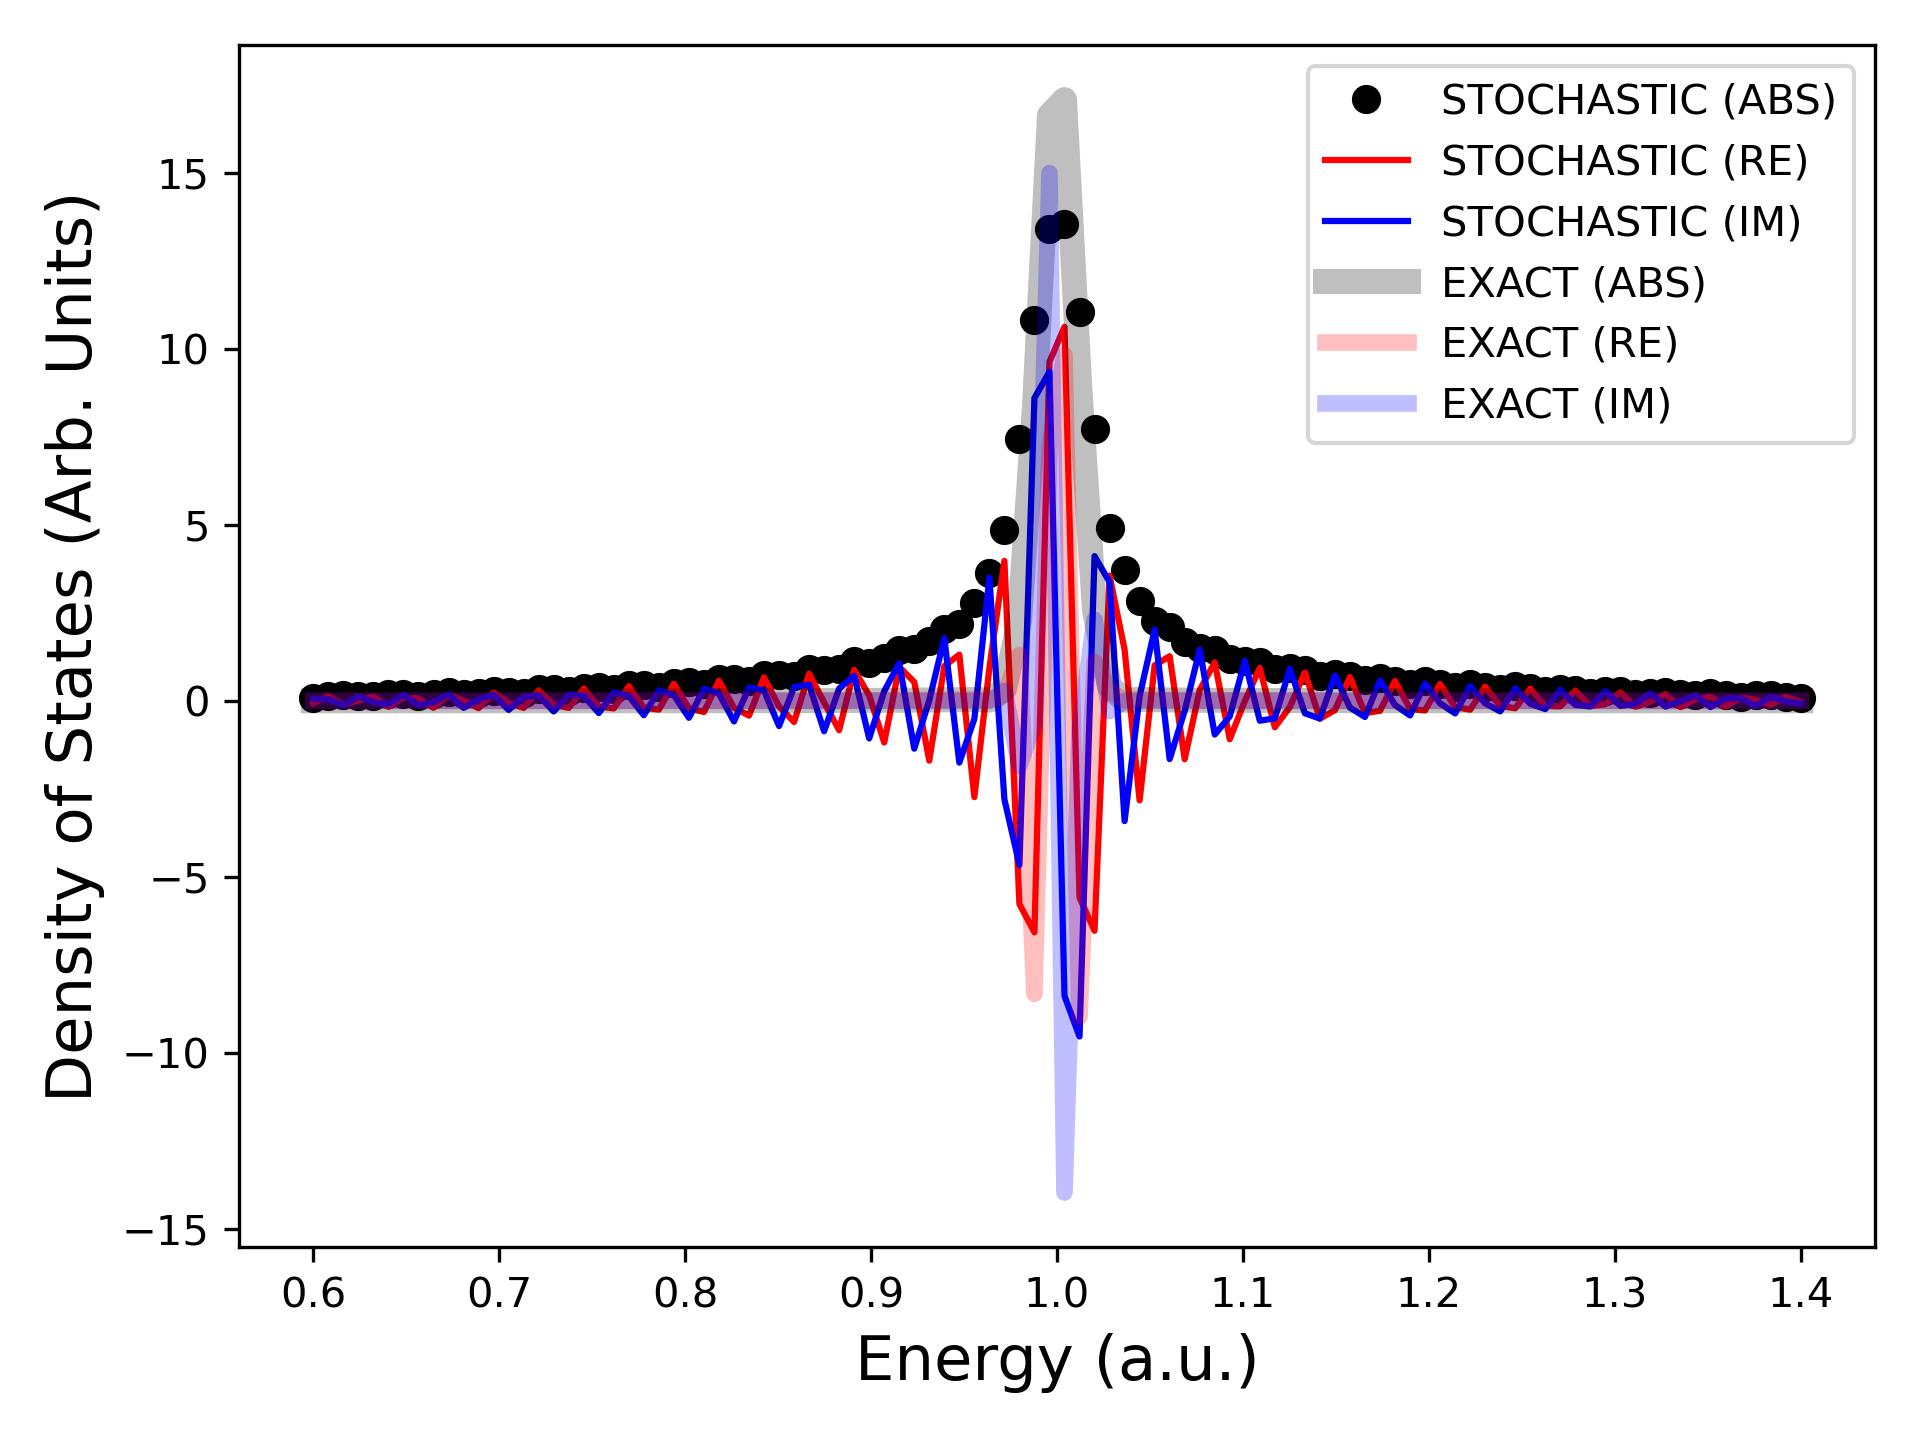 Density of States (Arb. Units)
15
10
5
0
−5
−10
−15
STOCHASTIC (ABS)
STOCHASTIC (RE)
STOCHASTIC (IM)
EXACT (ABS)
EXACT (RE)
EXACT (IM)
0.6 0.7 0.8 0.9 1.0 1.1 1.2 1.3 1.4
Energy (a.u.)